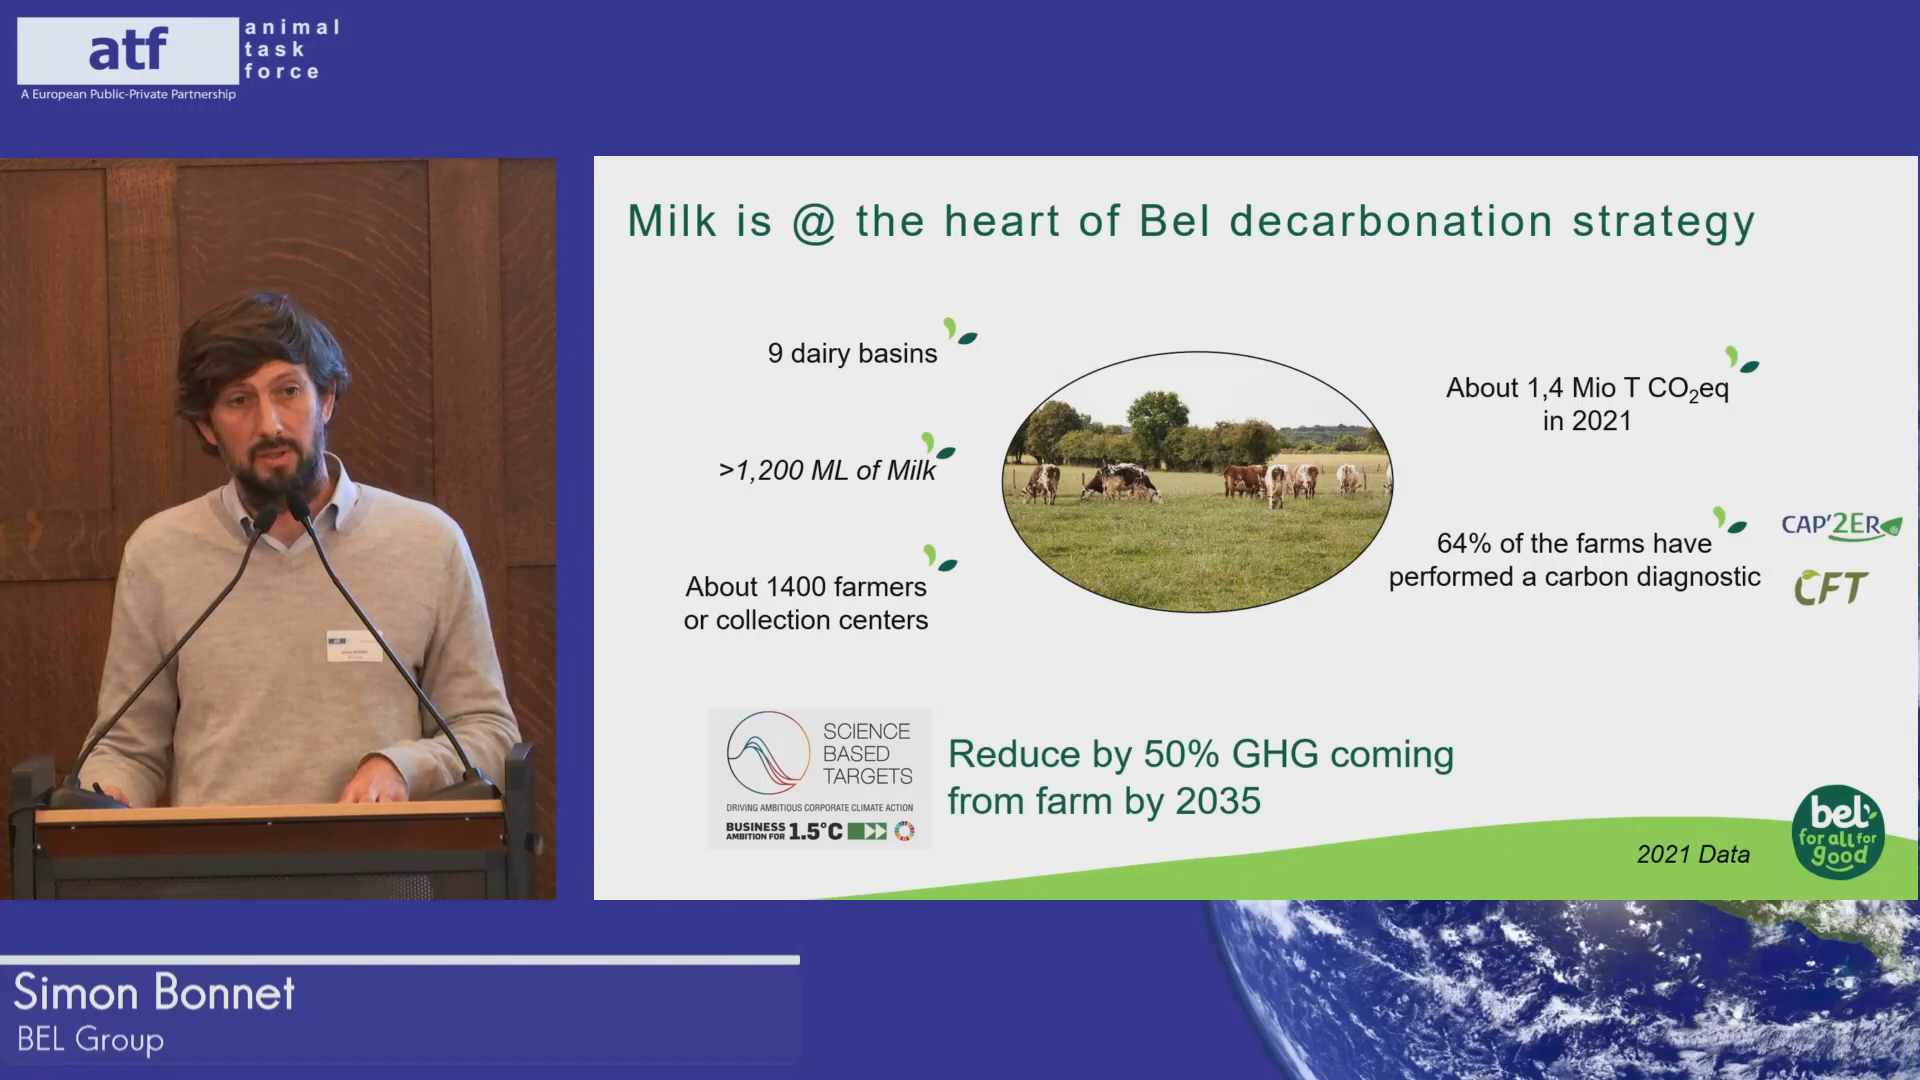 atf
animal
task
force
A European Public-Private Partnership
Milk is @ the heart of Bel decarbonation strategy
9 dairy basins
>1,200 ML of Milk
About 1400 farmers
or collection centers
About 1,4 Mio T CO₂eq
in 2021
64% of the farms have
performed a carbon diagnostic
CAP'2ER®
CFT
SCIENCE
BASED
TARGETS
DRIVING AMBITIOUS CORPORATE CLIMATE ACTION
BUSINESS
AMBITION FOR 1.5°C
Reduce by 50% GHG coming
from farm by 2035
2021 Data
bel
for all for
good
Simon Bonnet
BEL Group